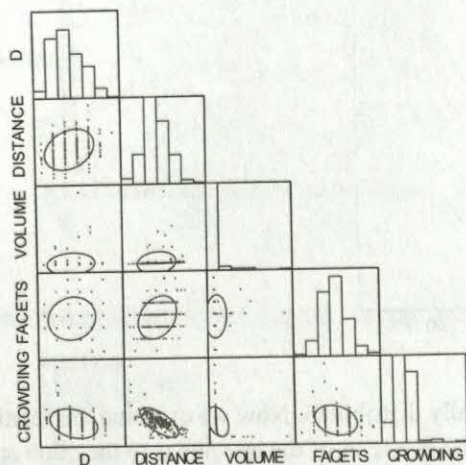 D
DISTANCE
VOLUME
FACETS
CROWDING
D DISTANCE VOLUME FACETS CROWDING